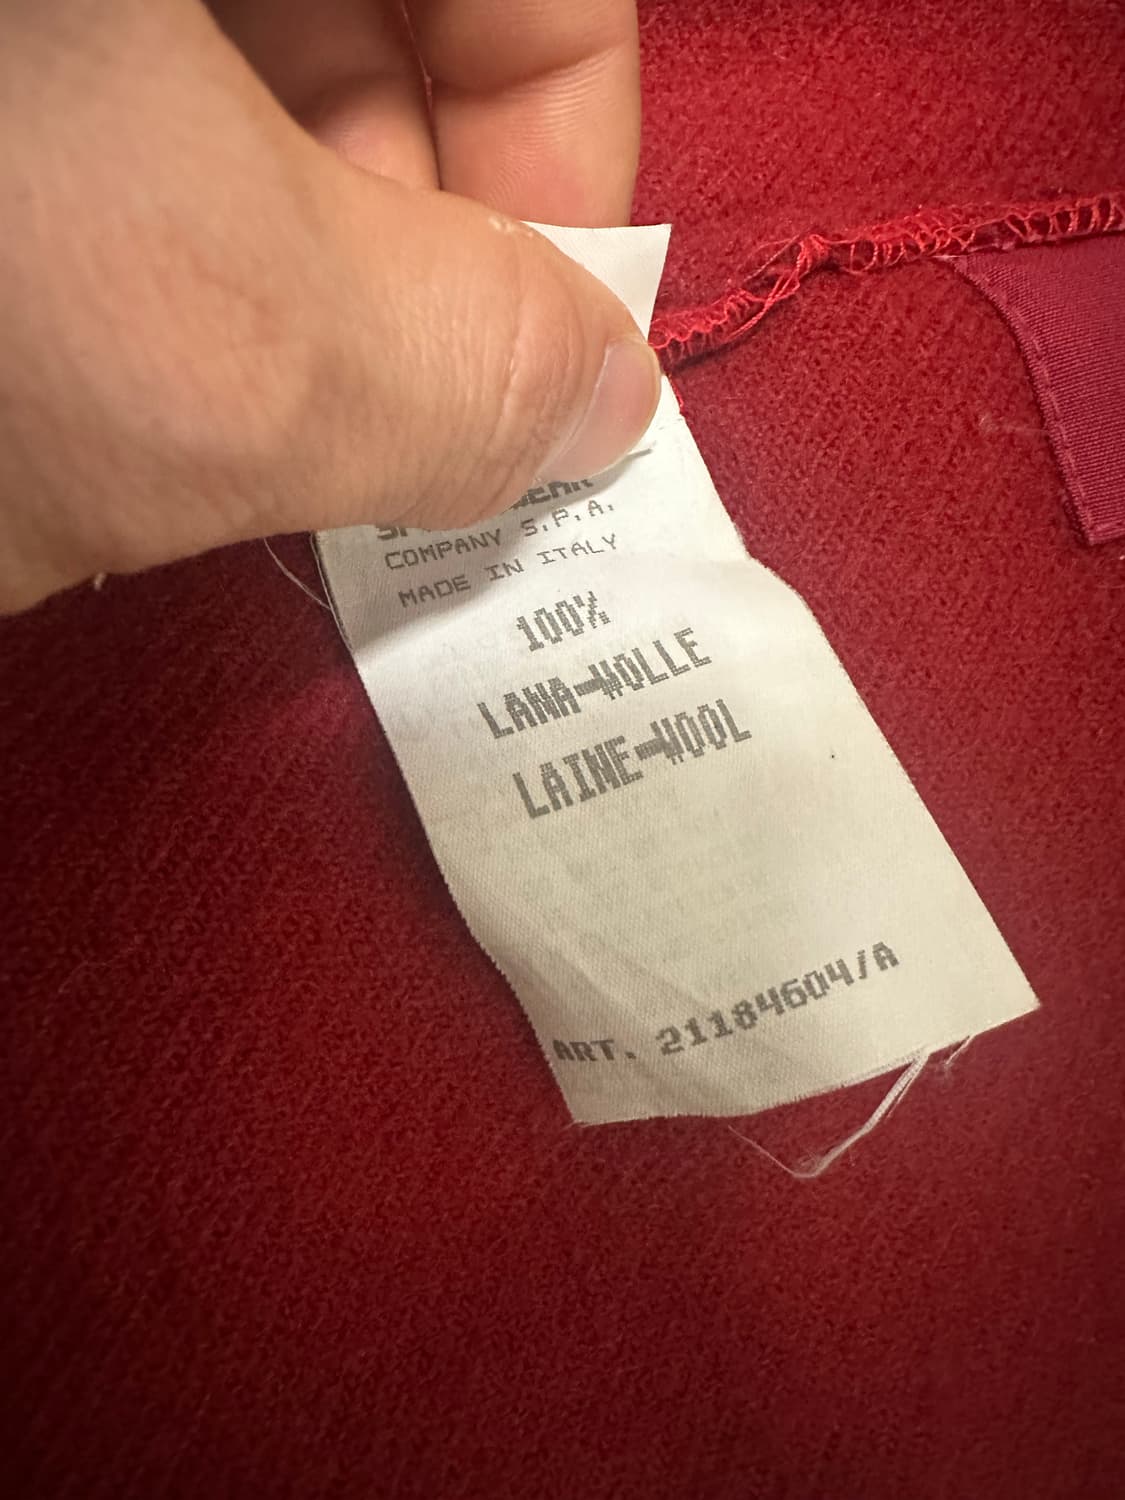 COMPANY S.P.A.
MADE IN ITALY
100%
LANA-WOLLE
LAINE-WOOL
ART. 21184604/A